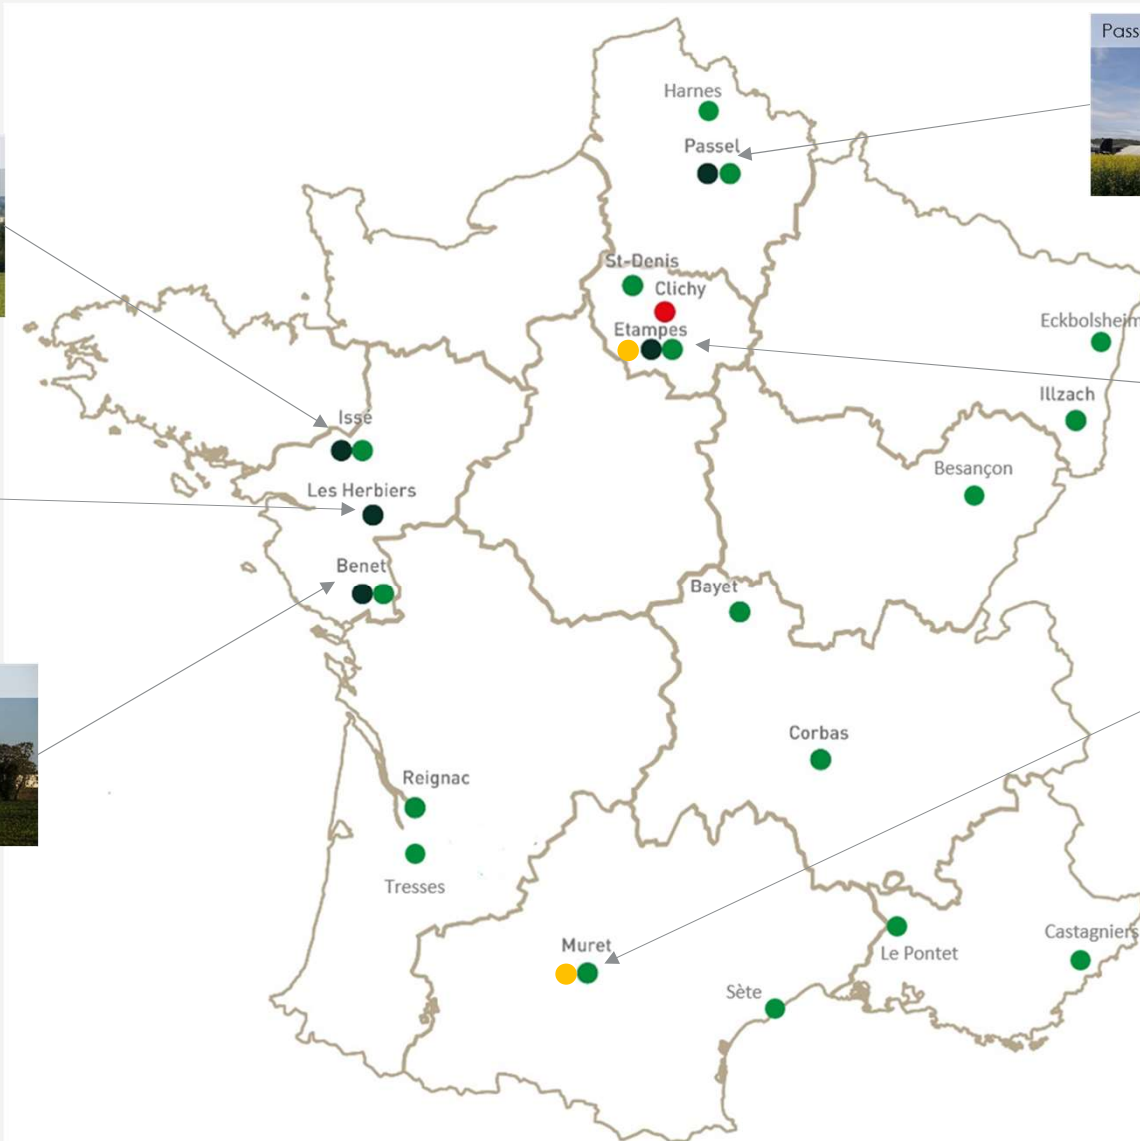 Harnes
Passel
St-Denis
Clichy
Etampes
Eckbolsheim
Illzach
Issé
Besançon
Les Herbiers
Benet
Bayet
Corbas
Reignac
Tresses
Castagniers
Muret
Le Pontet
Sète